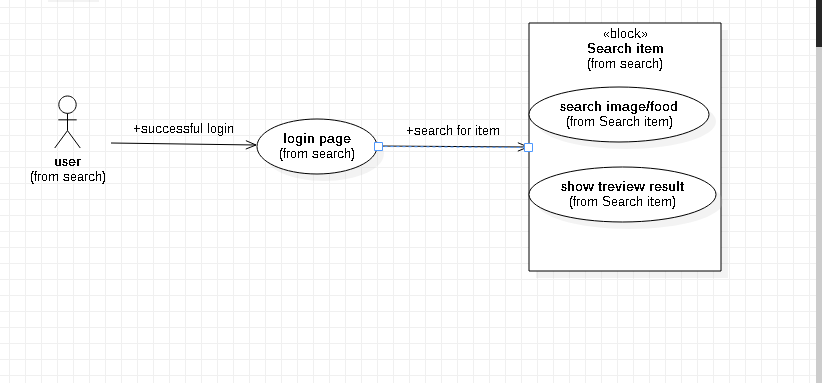 «block»
Search item
(from search)
search image/food
(from Search item)
+successful login
+search for item
login page
(from search)
user
(from search)
show treview result
(from Search item)